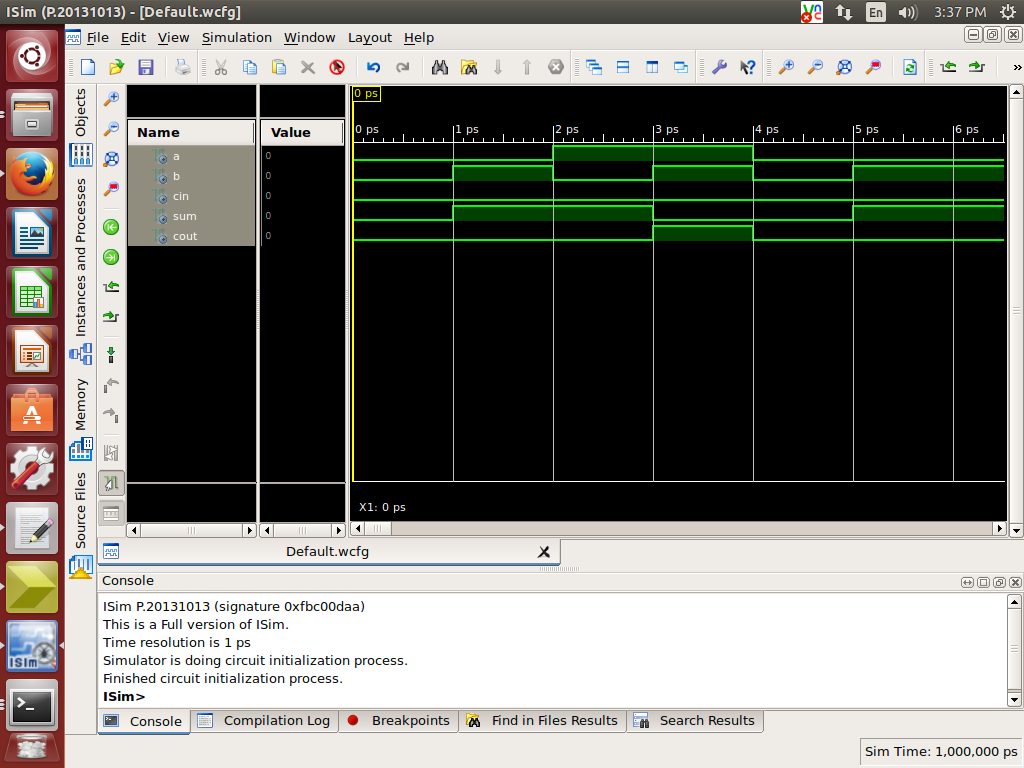 ISim (P.20131013) - [Default.wcfg]
En
3:37 PM
File Edit View Simulation Window Layout Help
»
Objects
Instances and Processes
Memory
Source Files
Name
Value
a 0
b 0
cin 0
sum 0
cout 0
0 ps
0 ps 1 ps 2 ps 3 ps 4 ps 5 ps 6 ps
X1: 0 ps
Default.wcfg
Console
ISim P.20131013 (signature 0xfbc00daa)
This is a Full version of ISim.
Time resolution is 1 ps
Simulator is doing circuit initialization process.
Finished circuit initialization process.
ISim>
Console Compilation Log Breakpoints Find in Files Results Search Results
Sim Time: 1,000,000 ps
ISim